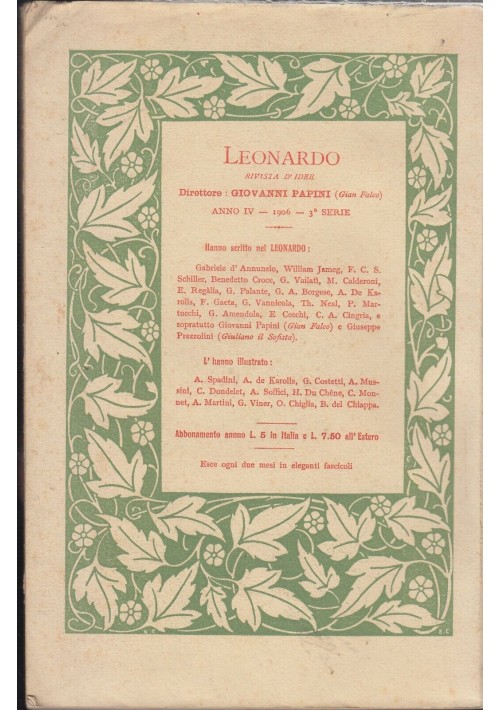 LEONARDO
RIVISTA D'IDEE
Direttore : GIOVANNI PAPINI (Gian Falco)
ANNO IV — 1906 — 3ª SERIE
Hanno scritto nel LEONARDO :
Gabriele d'Annunzio, William James, F. C. S.
Schiller, Benedetto Croce, G. Vailati, M. Calderoni,
E. Regàlia, G. Palante, G. A. Borgese, A. De Ka-
rolis, F. Gaeta, G. Vannicola, Th. Neal, P. Mar-
tucchi, G. Amendola, E. Cecchi, C. A. Cingria, e
sopratutto Giovanni Papini (Gian Falco) e Giuseppe
Prezzolini (Giuliano il Sofista).
L'hanno illustrato :
A. Spadini, A. de Karolis, G. Costetti, A. Mus-
sini, C. Dondelet, A. Soffici, H. Du Chêne, C. Mon-
net, A. Martini, G. Viner, O. Chiglia, B. del Chiappa.
Abbonamento annuo L. 5 in Italia e L. 7.50 all'Estero
Esce ogni due mesi in eleganti fascicoli